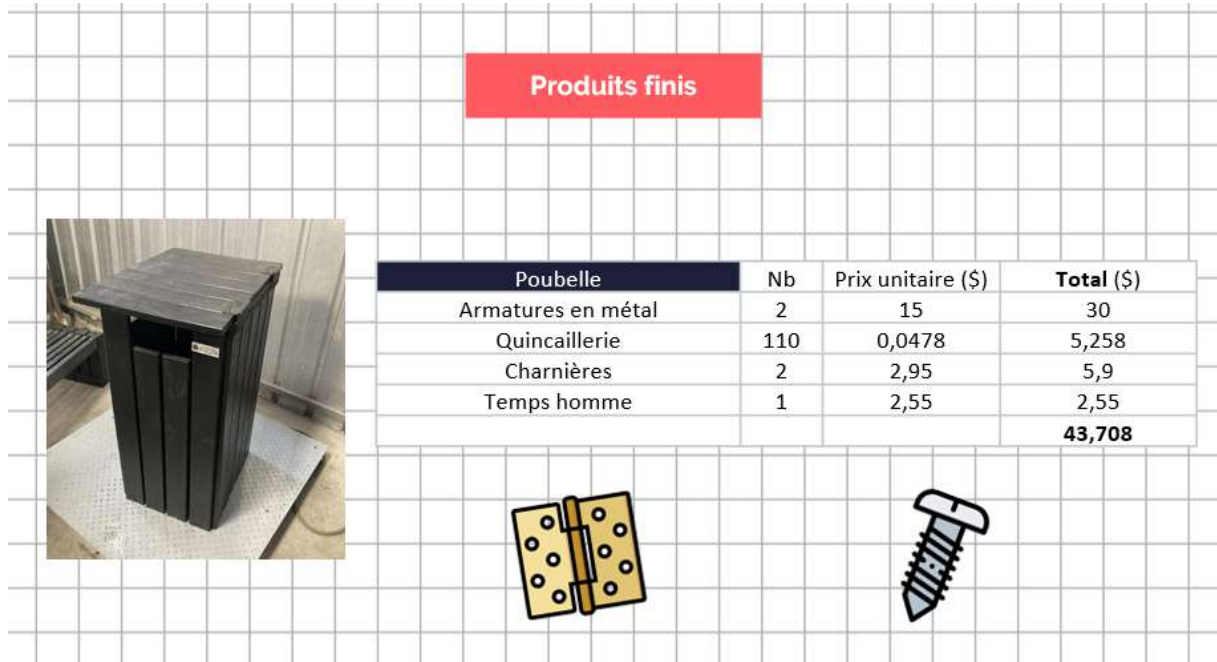 Produits finis
Poubelle Nb Prix unitaire ($) Total ($)
Armatures en métal 2 15 30
Quincaillerie 110 0,0478 5,258
Charnières 2 2,95 5,9
Temps homme 1 2,55 2,55
43,708